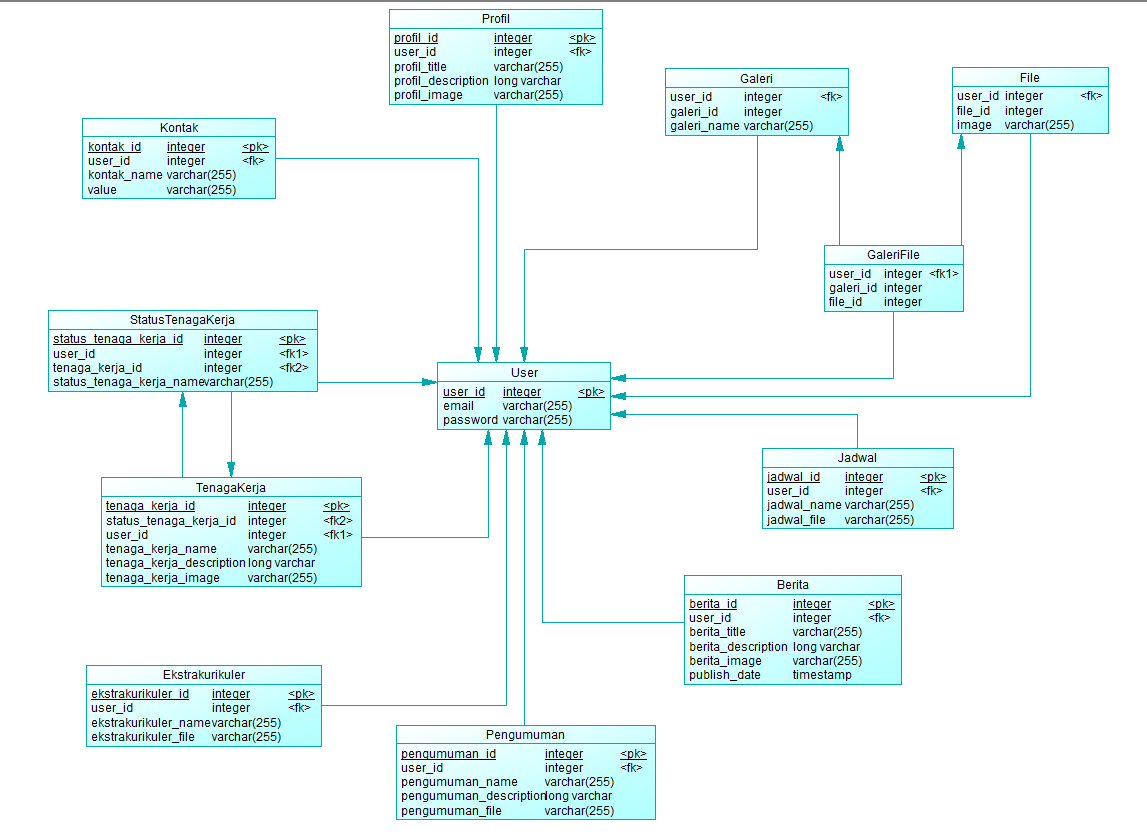 Profil
profil_id integer <pk>
user_id integer <fk>
profil_title varchar(255)
profil_description long varchar
profil_image varchar(255)
Galeri
user_id integer <fk>
galeri_id integer
galeri_name varchar(255)
File
user_id integer <fk>
file_id integer
image varchar(255)
Kontak
kontak_id integer <pk>
user_id integer <fk>
kontak_name varchar(255)
value varchar(255)
GaleriFile
user_id integer <fk1>
galeri_id integer
file_id integer
StatusTenagaKerja
status_tenaga_kerja_id integer <pk>
user_id integer <fk1>
tenaga_kerja_id integer <fk2>
status_tenaga_kerja_name varchar(255)
User
user_id integer <pk>
email varchar(255)
password varchar(255)
Jadwal
jadwal_id integer <pk>
user_id integer <fk>
jadwal_name varchar(255)
jadwal_file varchar(255)
TenagaKerja
tenaga_kerja_id integer <pk>
status_tenaga_kerja_id integer <fk2>
user_id integer <fk1>
tenaga_kerja_name varchar(255)
tenaga_kerja_description long varchar
tenaga_kerja_image varchar(255)
Berita
berita_id integer <pk>
user_id integer <fk>
berita_title varchar(255)
berita_description long varchar
berita_image varchar(255)
publish_date timestamp
Ekstrakurikuler
ekstrakurikuler_id integer <pk>
user_id integer <fk>
ekstrakurikuler_name varchar(255)
ekstrakurikuler_file varchar(255)
Pengumuman
pengumuman_id integer <pk>
user_id integer <fk>
pengumuman_name varchar(255)
pengumuman_description long varchar
pengumuman_file varchar(255)